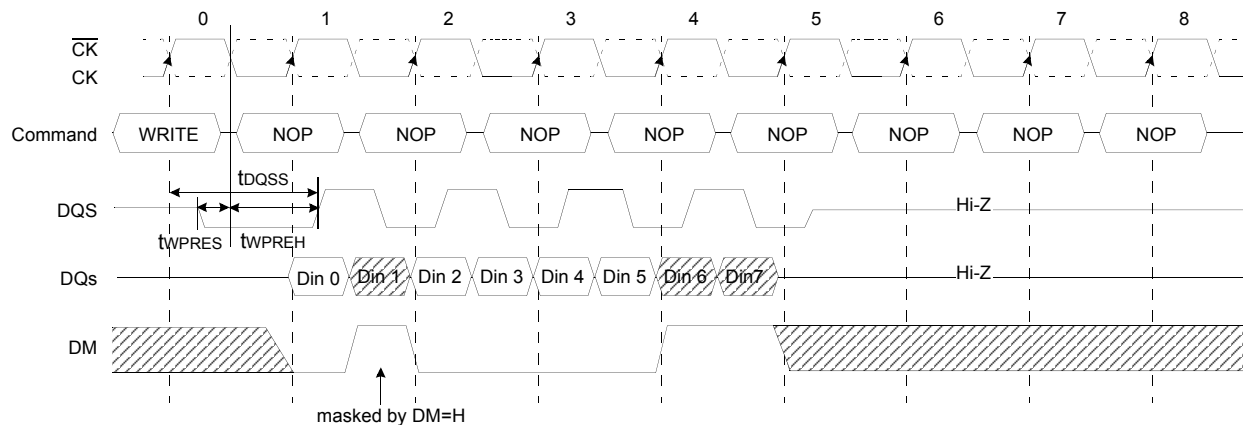 0 1 2 3 4 5 6 7 8
CK
CK
Command WRITE NOP NOP NOP NOP NOP NOP NOP NOP
tDQSS
DQS Hi-Z
tWPRES tWPREH
DQs Din 0 Din 1 Din 2 Din 3 Din 4 Din 5 Din 6 Din7 Hi-Z
DM
masked by DM=H